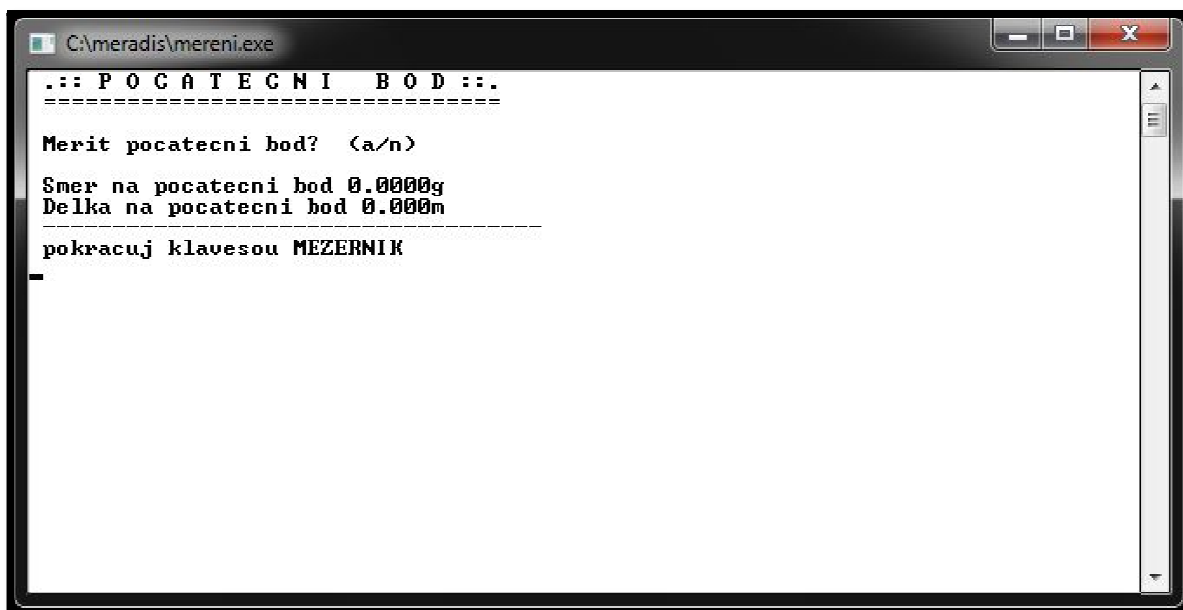 C:\meradis\mereni.exe
.:: P O C A T E C N I   B O D ::.
=================================
Merit pocatecni bod?  (a/n)
Smer na pocatecni bod 0.0000g
Delka na pocatecni bod 0.000m
------------------------------------
pokracuj klavesou MEZERNIK